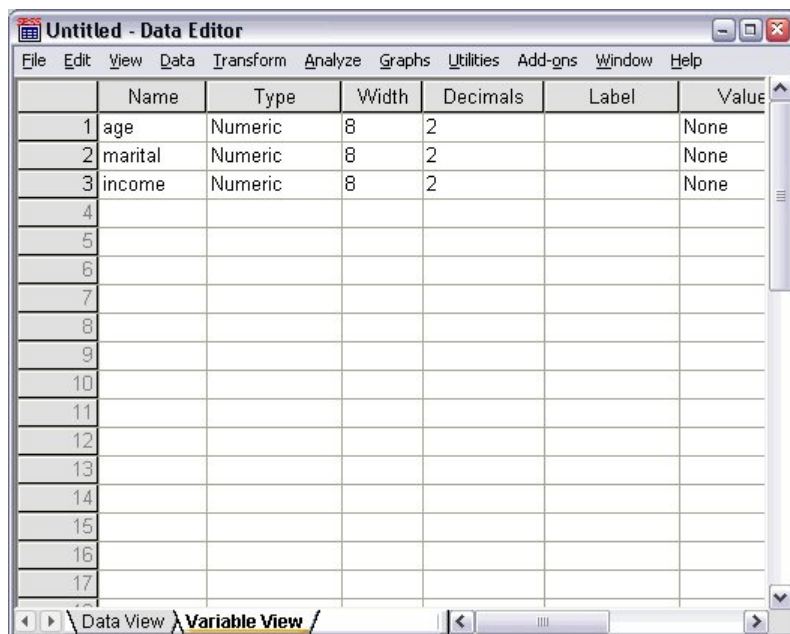 Untitled - Data Editor
File Edit View Data Transform Analyze Graphs Utilities Add-ons Window Help
Name Type Width Decimals Label Value
1 age Numeric 8 2 None
2 marital Numeric 8 2 None
3 income Numeric 8 2 None
4
5
6
7
8
9
10
11
12
13
14
15
16
17
Data View Variable View